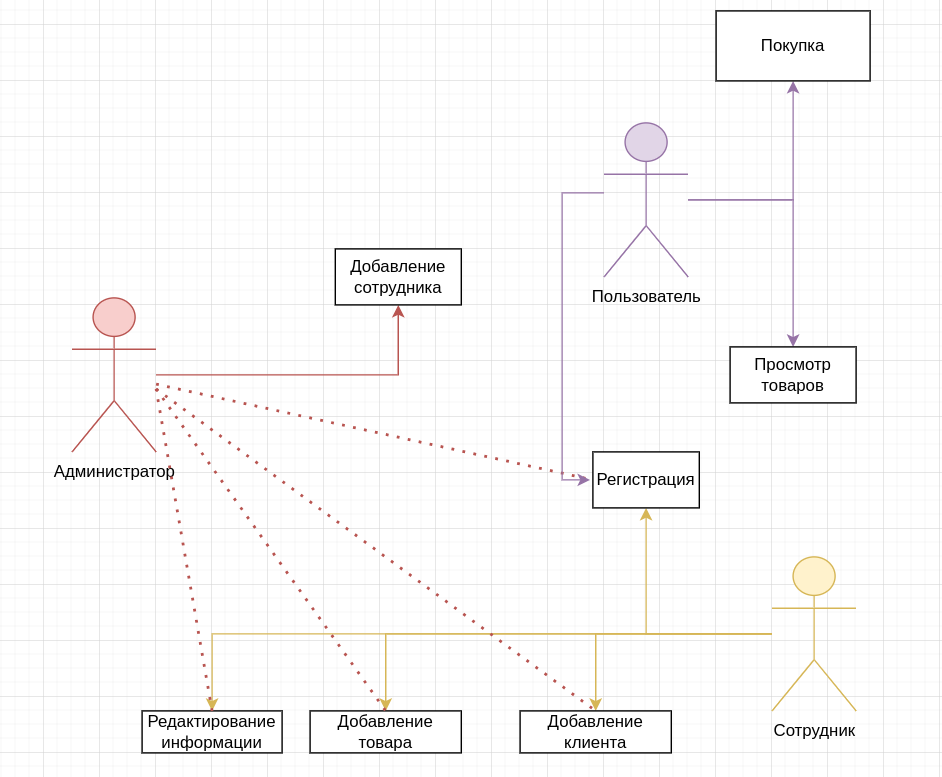 Покупка
Добавление
сотрудника
Пользователь
Просмотр
товаров
Администратор
Регистрация
Редактирование
информации
Добавление
товара
Добавление
клиента
Сотрудник